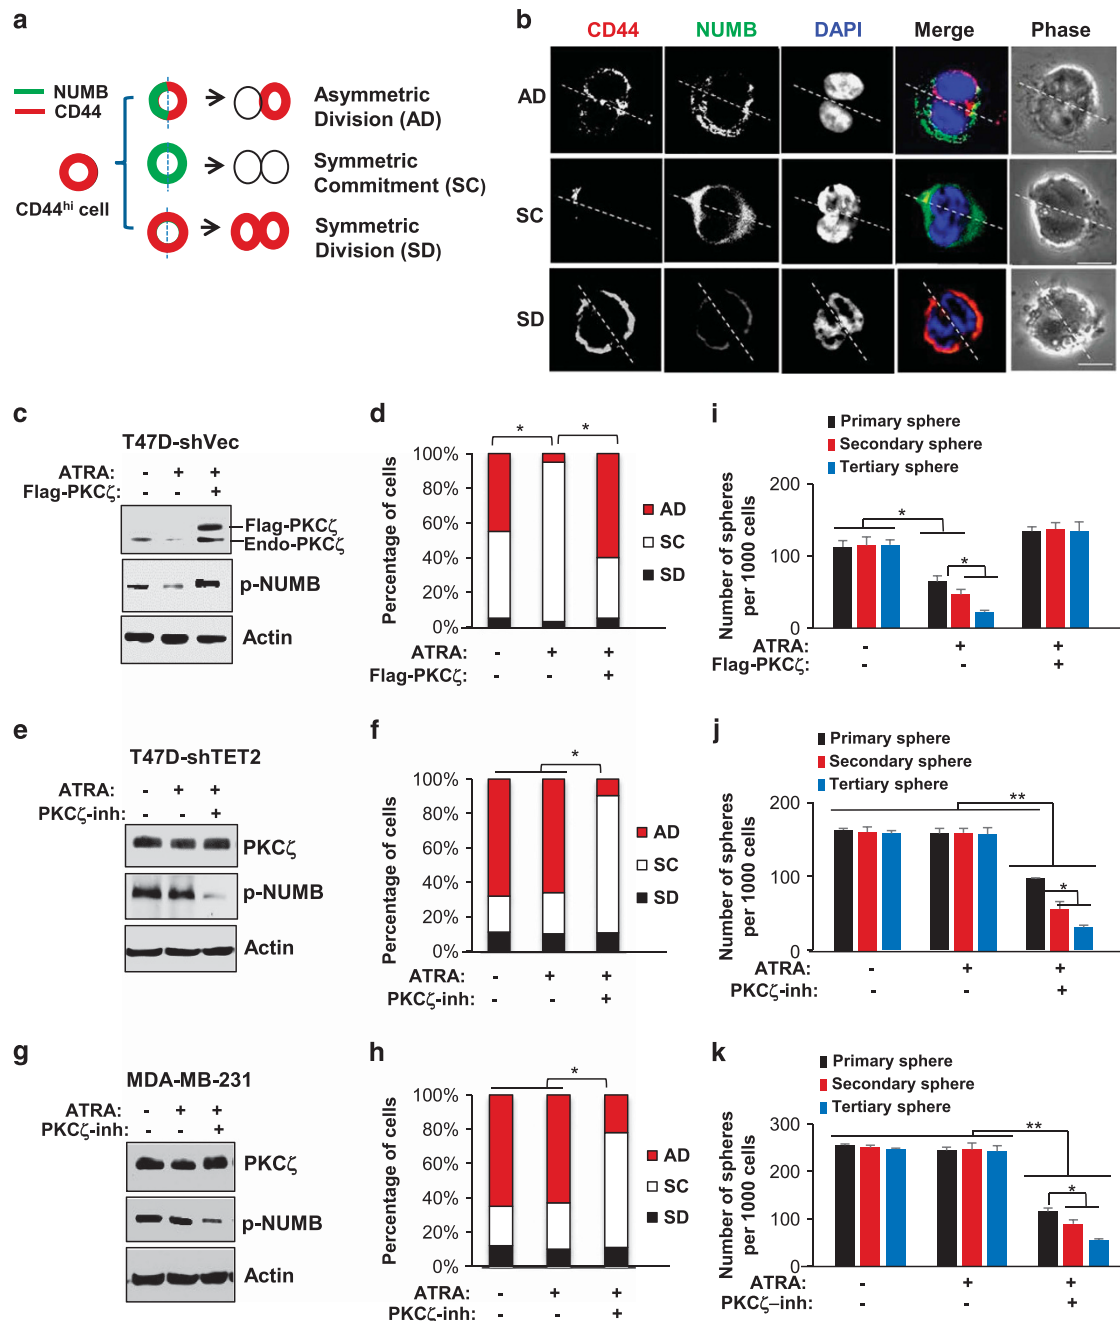 a
NUMB
CD44
CD44hi cell
Asymmetric
Division (AD)
Symmetric
Commitment (SC)
Symmetric
Division (SD)
b
CD44 NUMB DAPI Merge Phase
AD
SC
SD
c
T47D-shVec
ATRA: - + +
Flag-PKCζ: - - +
Flag-PKCζ
Endo-PKCζ
p-NUMB
Actin
d
* *
Percentage of cells
100%
80%
60%
40%
20%
0%
AD
SC
SD
ATRA: - + +
Flag-PKCζ: - - +
i
Primary sphere
Secondary sphere
Tertiary sphere
Number of spheres
per 1000 cells
200
100
0
*
*
ATRA: - + +
Flag-PKCζ: - - +
e
T47D-shTET2
ATRA: - + +
PKCζ-inh: - - +
PKCζ
p-NUMB
Actin
f
*
Percentage of cells
100%
80%
60%
40%
20%
0%
AD
SC
SD
ATRA: - + +
PKCζ-inh: - - +
j
Primary sphere
Secondary sphere
Tertiary sphere
Number of spheres
per 1000 cells
200
100
0
**
*
ATRA: - + +
PKCζ-inh: - - +
g
MDA-MB-231
ATRA: - + +
PKCζ-inh: - - +
PKCζ
p-NUMB
Actin
h
*
Percentage of cells
100%
80%
60%
40%
20%
0%
AD
SC
SD
ATRA: - + +
PKCζ-inh: - - +
k
Primary sphere
Secondary sphere
Tertiary sphere
Number of spheres
per 1000 cells
300
200
100
0
**
*
ATRA: - + +
PKCζ–inh: - - +